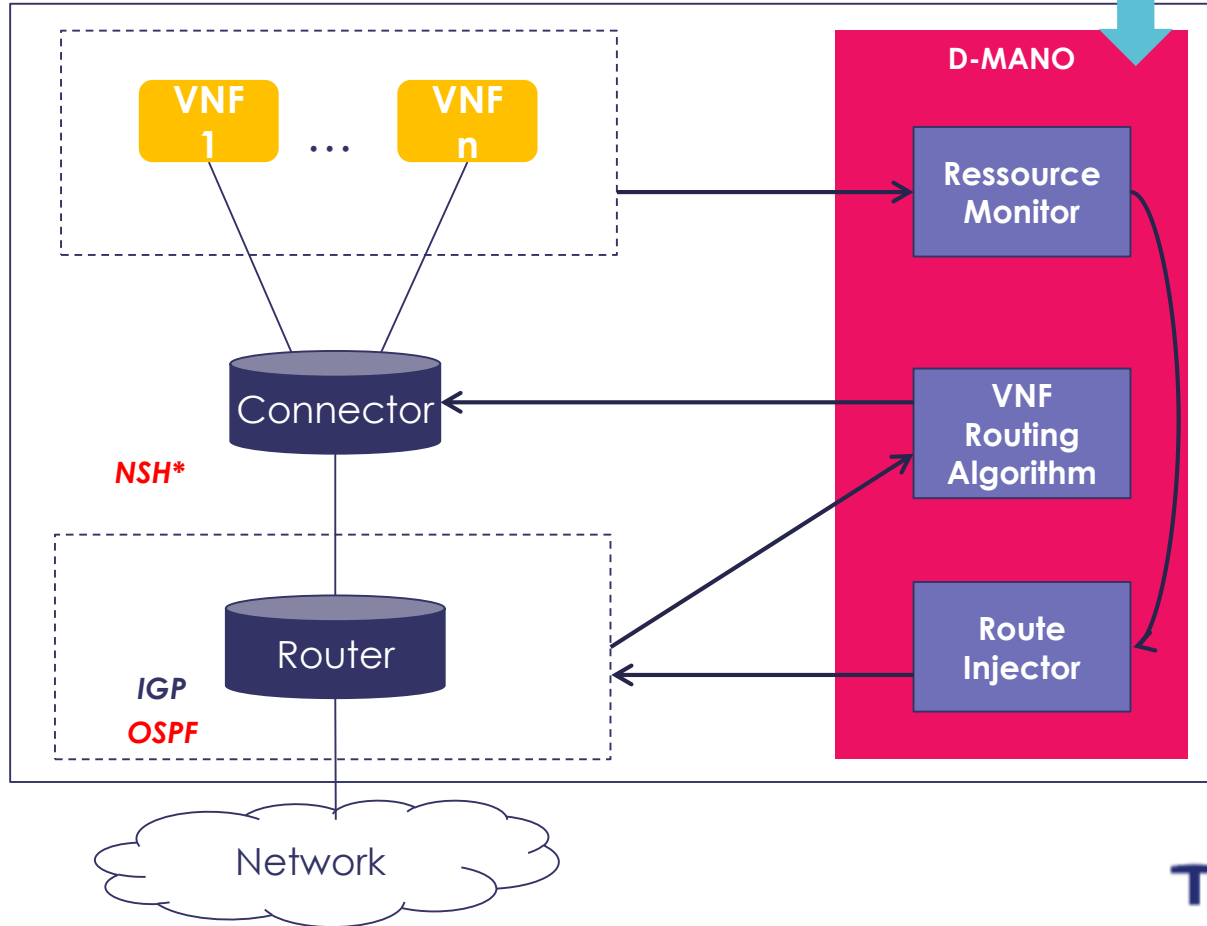 D-MANO
VNF
1
...
VNF
n
Ressource
Monitor
Connector
VNF
Routing
Algorithm
NSH*
Router
IGP
OSPF
Route
Injector
Network
T